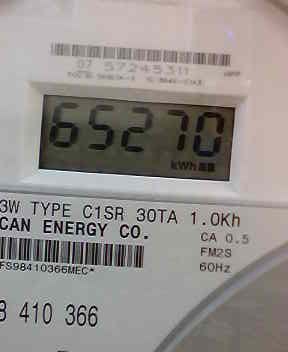 07 57245311
65270
kWh
3W TYPE C1SR 30TA 1.0Kh
CAN ENERGY CO.
CA 0.5
FM2S
FS98410366MEC*
60Hz
8 410 366